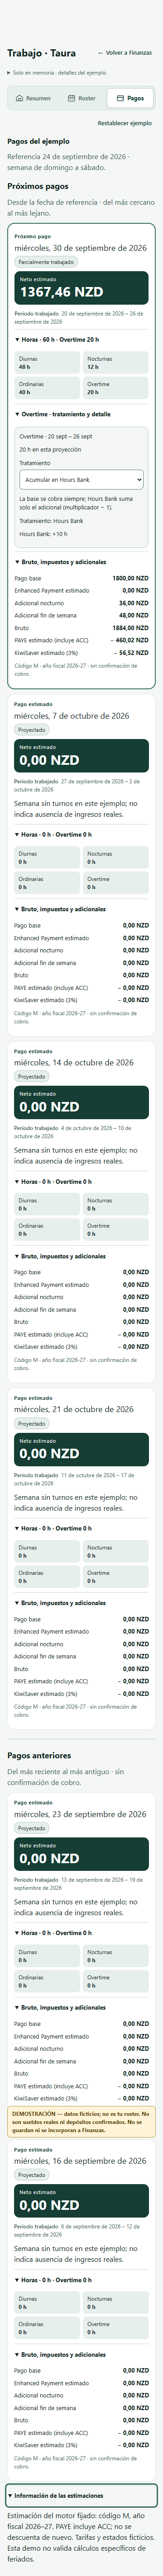 Trabajo · Taura
← Volver a Finanzas
▶ Solo en memoria · detalles del ejemplo
Resumen
Roster
Pagos
Restablecer ejemplo
Pagos del ejemplo
Referencia 24 de septiembre de 2026 ·
semana de domingo a sábado.
Próximos pagos
Desde la fecha de referencia · del más cercano
al más lejano.
Próximo pago
miércoles, 30 de septiembre de 2026
Parcialmente trabajado
Neto estimado
1367,46 NZD
Período trabajado 20 de septiembre de 2026 – 26 de
septiembre de 2026
▼ Horas · 60 h · Overtime 20 h
Diurnas
48 h
Nocturnas
12 h
Ordinarias
40 h
Overtime
20 h
▼ Overtime · tratamiento y detalle
Overtime · 20 sept – 26 sept
20 h en esta proyección
Tratamiento
Acumular en Hours Bank
La base se cobra siempre; Hours Bank suma
solo el adicional (multiplicador − 1).
Tratamiento: Hours Bank
Hours Bank: +10 h
▼ Bruto, impuestos y adicionales
Pago base 1800,00 NZD
Enhanced Payment estimado 0,00 NZD
Adicional nocturno 36,00 NZD
Adicional fin de semana 48,00 NZD
Bruto 1884,00 NZD
PAYE estimado (incluye ACC) − 460,02 NZD
KiwiSaver estimado (3%) − 56,52 NZD
Código M · año fiscal 2026-27 · sin confirmación de
cobro.
Pago estimado
miércoles, 7 de octubre de 2026
Proyectado
Neto estimado
0,00 NZD
Período trabajado 27 de septiembre de 2026 – 3 de
octubre de 2026
Semana sin turnos en este ejemplo; no
indica ausencia de ingresos reales.
▼ Horas · 0 h · Overtime 0 h
Diurnas
0 h
Nocturnas
0 h
Ordinarias
0 h
Overtime
0 h
▼ Bruto, impuestos y adicionales
Pago base 0,00 NZD
Enhanced Payment estimado 0,00 NZD
Adicional nocturno 0,00 NZD
Adicional fin de semana 0,00 NZD
Bruto 0,00 NZD
PAYE estimado (incluye ACC) − 0,00 NZD
KiwiSaver estimado (3%) − 0,00 NZD
Código M · año fiscal 2026-27 · sin confirmación de
cobro.
Pago estimado
miércoles, 14 de octubre de 2026
Proyectado
Neto estimado
0,00 NZD
Período trabajado 4 de octubre de 2026 – 10 de
octubre de 2026
Semana sin turnos en este ejemplo; no
indica ausencia de ingresos reales.
▼ Horas · 0 h · Overtime 0 h
Diurnas
0 h
Nocturnas
0 h
Ordinarias
0 h
Overtime
0 h
▼ Bruto, impuestos y adicionales
Pago base 0,00 NZD
Enhanced Payment estimado 0,00 NZD
Adicional nocturno 0,00 NZD
Adicional fin de semana 0,00 NZD
Bruto 0,00 NZD
PAYE estimado (incluye ACC) − 0,00 NZD
KiwiSaver estimado (3%) − 0,00 NZD
Código M · año fiscal 2026-27 · sin confirmación de
cobro.
Pago estimado
miércoles, 21 de octubre de 2026
Proyectado
Neto estimado
0,00 NZD
Período trabajado 11 de octubre de 2026 – 17 de
octubre de 2026
Semana sin turnos en este ejemplo; no
indica ausencia de ingresos reales.
▼ Horas · 0 h · Overtime 0 h
Diurnas
0 h
Nocturnas
0 h
Ordinarias
0 h
Overtime
0 h
▼ Bruto, impuestos y adicionales
Pago base 0,00 NZD
Enhanced Payment estimado 0,00 NZD
Adicional nocturno 0,00 NZD
Adicional fin de semana 0,00 NZD
Bruto 0,00 NZD
PAYE estimado (incluye ACC) − 0,00 NZD
KiwiSaver estimado (3%) − 0,00 NZD
Código M · año fiscal 2026-27 · sin confirmación de
cobro.
Pagos anteriores
Del más reciente al más antiguo · sin
confirmación de cobro.
Pago estimado
miércoles, 23 de septiembre de 2026
Proyectado
Neto estimado
0,00 NZD
Período trabajado 13 de septiembre de 2026 – 19 de
septiembre de 2026
Semana sin turnos en este ejemplo; no
indica ausencia de ingresos reales.
▼ Horas · 0 h · Overtime 0 h
Diurnas
0 h
Nocturnas
0 h
Ordinarias
0 h
Overtime
0 h
▼ Bruto, impuestos y adicionales
Pago base 0,00 NZD
Enhanced Payment estimado 0,00 NZD
Adicional nocturno 0,00 NZD
Adicional fin de semana 0,00 NZD
Bruto 0,00 NZD
PAYE estimado (incluye ACC) − 0,00 NZD
KiwiSaver estimado (3%) − 0,00 NZD
DEMOSTRACIÓN — datos ficticios; no es tu roster. No
son sueldos reales ni depósitos confirmados. No se
guardan ni se incorporan a Finanzas.
Pago estimado
miércoles, 16 de septiembre de 2026
Proyectado
Neto estimado
0,00 NZD
Período trabajado 6 de septiembre de 2026 – 12 de
septiembre de 2026
Semana sin turnos en este ejemplo; no
indica ausencia de ingresos reales.
▼ Horas · 0 h · Overtime 0 h
Diurnas
0 h
Nocturnas
0 h
Ordinarias
0 h
Overtime
0 h
▼ Bruto, impuestos y adicionales
Pago base 0,00 NZD
Enhanced Payment estimado 0,00 NZD
Adicional nocturno 0,00 NZD
Adicional fin de semana 0,00 NZD
Bruto 0,00 NZD
PAYE estimado (incluye ACC) − 0,00 NZD
KiwiSaver estimado (3%) − 0,00 NZD
Código M · año fiscal 2026-27 · sin confirmación de
cobro.
▼ Información de las estimaciones
Estimación del motor fijado: código M, año
fiscal 2026–27. PAYE incluye ACC; no se
descuenta de nuevo. Tarifas y estados ficticios.
Esta demo no valida cálculos específicos de
feriados.